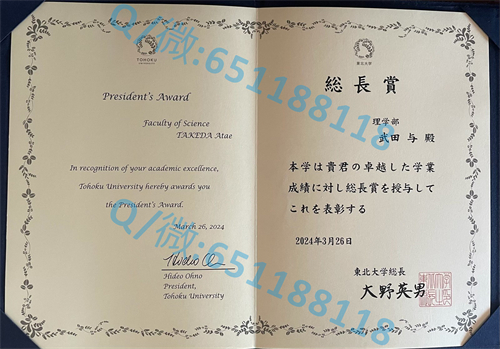 TOHOKU
President's Award
Faculty of Science
TAKEDA Atae
In recognition of your academic excellence,
Tohoku University hereby awards you
the President's Award.
March 26, 2024
Hideo Ohno
Hideo Ohno
President,
Tohoku University
東北大学
総長賞
理学部
武田与殿
本学は貴君の卓越した学業
成績に対し総長賞を授与して
これを表彰する
2024年3月26日
東北大学総長
大野英男
Q/微:651188118
Q/微:651188118